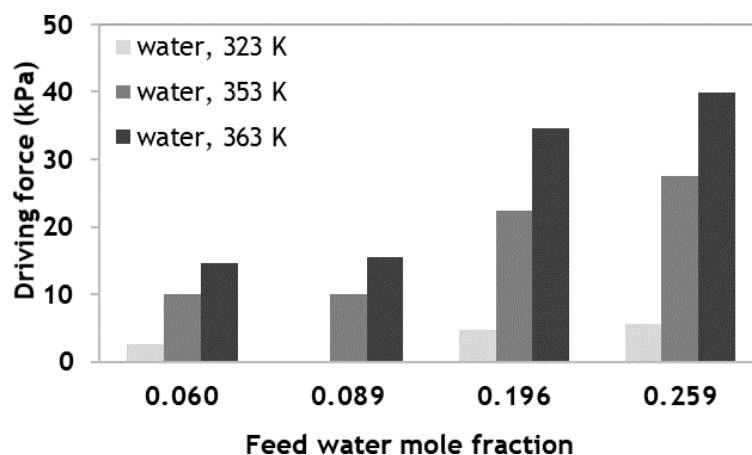 50
40
30
20
10
0
Driving force (kPa)
water, 323 K
water, 353 K
water, 363 K
0.060 0.089 0.196 0.259
Feed water mole fraction